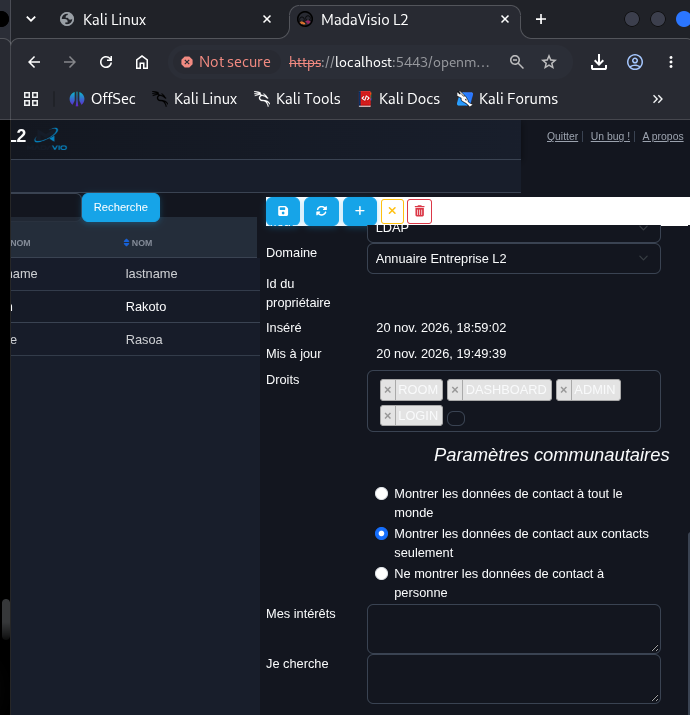 Kali Linux
MadaVisio L2
Not secure https://localhost:5443/openm...
OffSec Kali Linux Kali Tools Kali Docs Kali Forums
L2 VIO
Quitter | Un bug ! | A propos
Recherche
NOM NOM
name lastname
Rakoto
e Rasoa
LDAP
Domaine Annuaire Entreprise L2
Id du
propriétaire
Inséré 20 nov. 2026, 18:59:02
Mis à jour 20 nov. 2026, 19:49:39
Droits × ROOM × DASHBOARD × ADMIN
× LOGIN
Paramètres communautaires
Montrer les données de contact à tout le
monde
Montrer les données de contact aux contacts
seulement
Ne montrer les données de contact à
personne
Mes intérêts
Je cherche